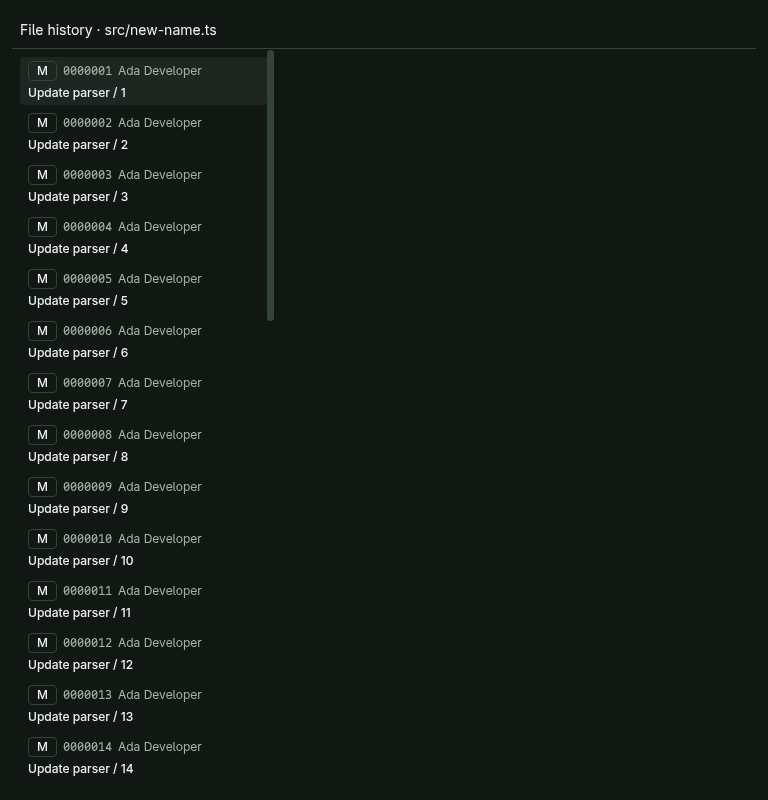 File history · src/new-name.ts
M 0000001 Ada Developer
Update parser / 1
M 0000002 Ada Developer
Update parser / 2
M 0000003 Ada Developer
Update parser / 3
M 0000004 Ada Developer
Update parser / 4
M 0000005 Ada Developer
Update parser / 5
M 0000006 Ada Developer
Update parser / 6
M 0000007 Ada Developer
Update parser / 7
M 0000008 Ada Developer
Update parser / 8
M 0000009 Ada Developer
Update parser / 9
M 0000010 Ada Developer
Update parser / 10
M 0000011 Ada Developer
Update parser / 11
M 0000012 Ada Developer
Update parser / 12
M 0000013 Ada Developer
Update parser / 13
M 0000014 Ada Developer
Update parser / 14